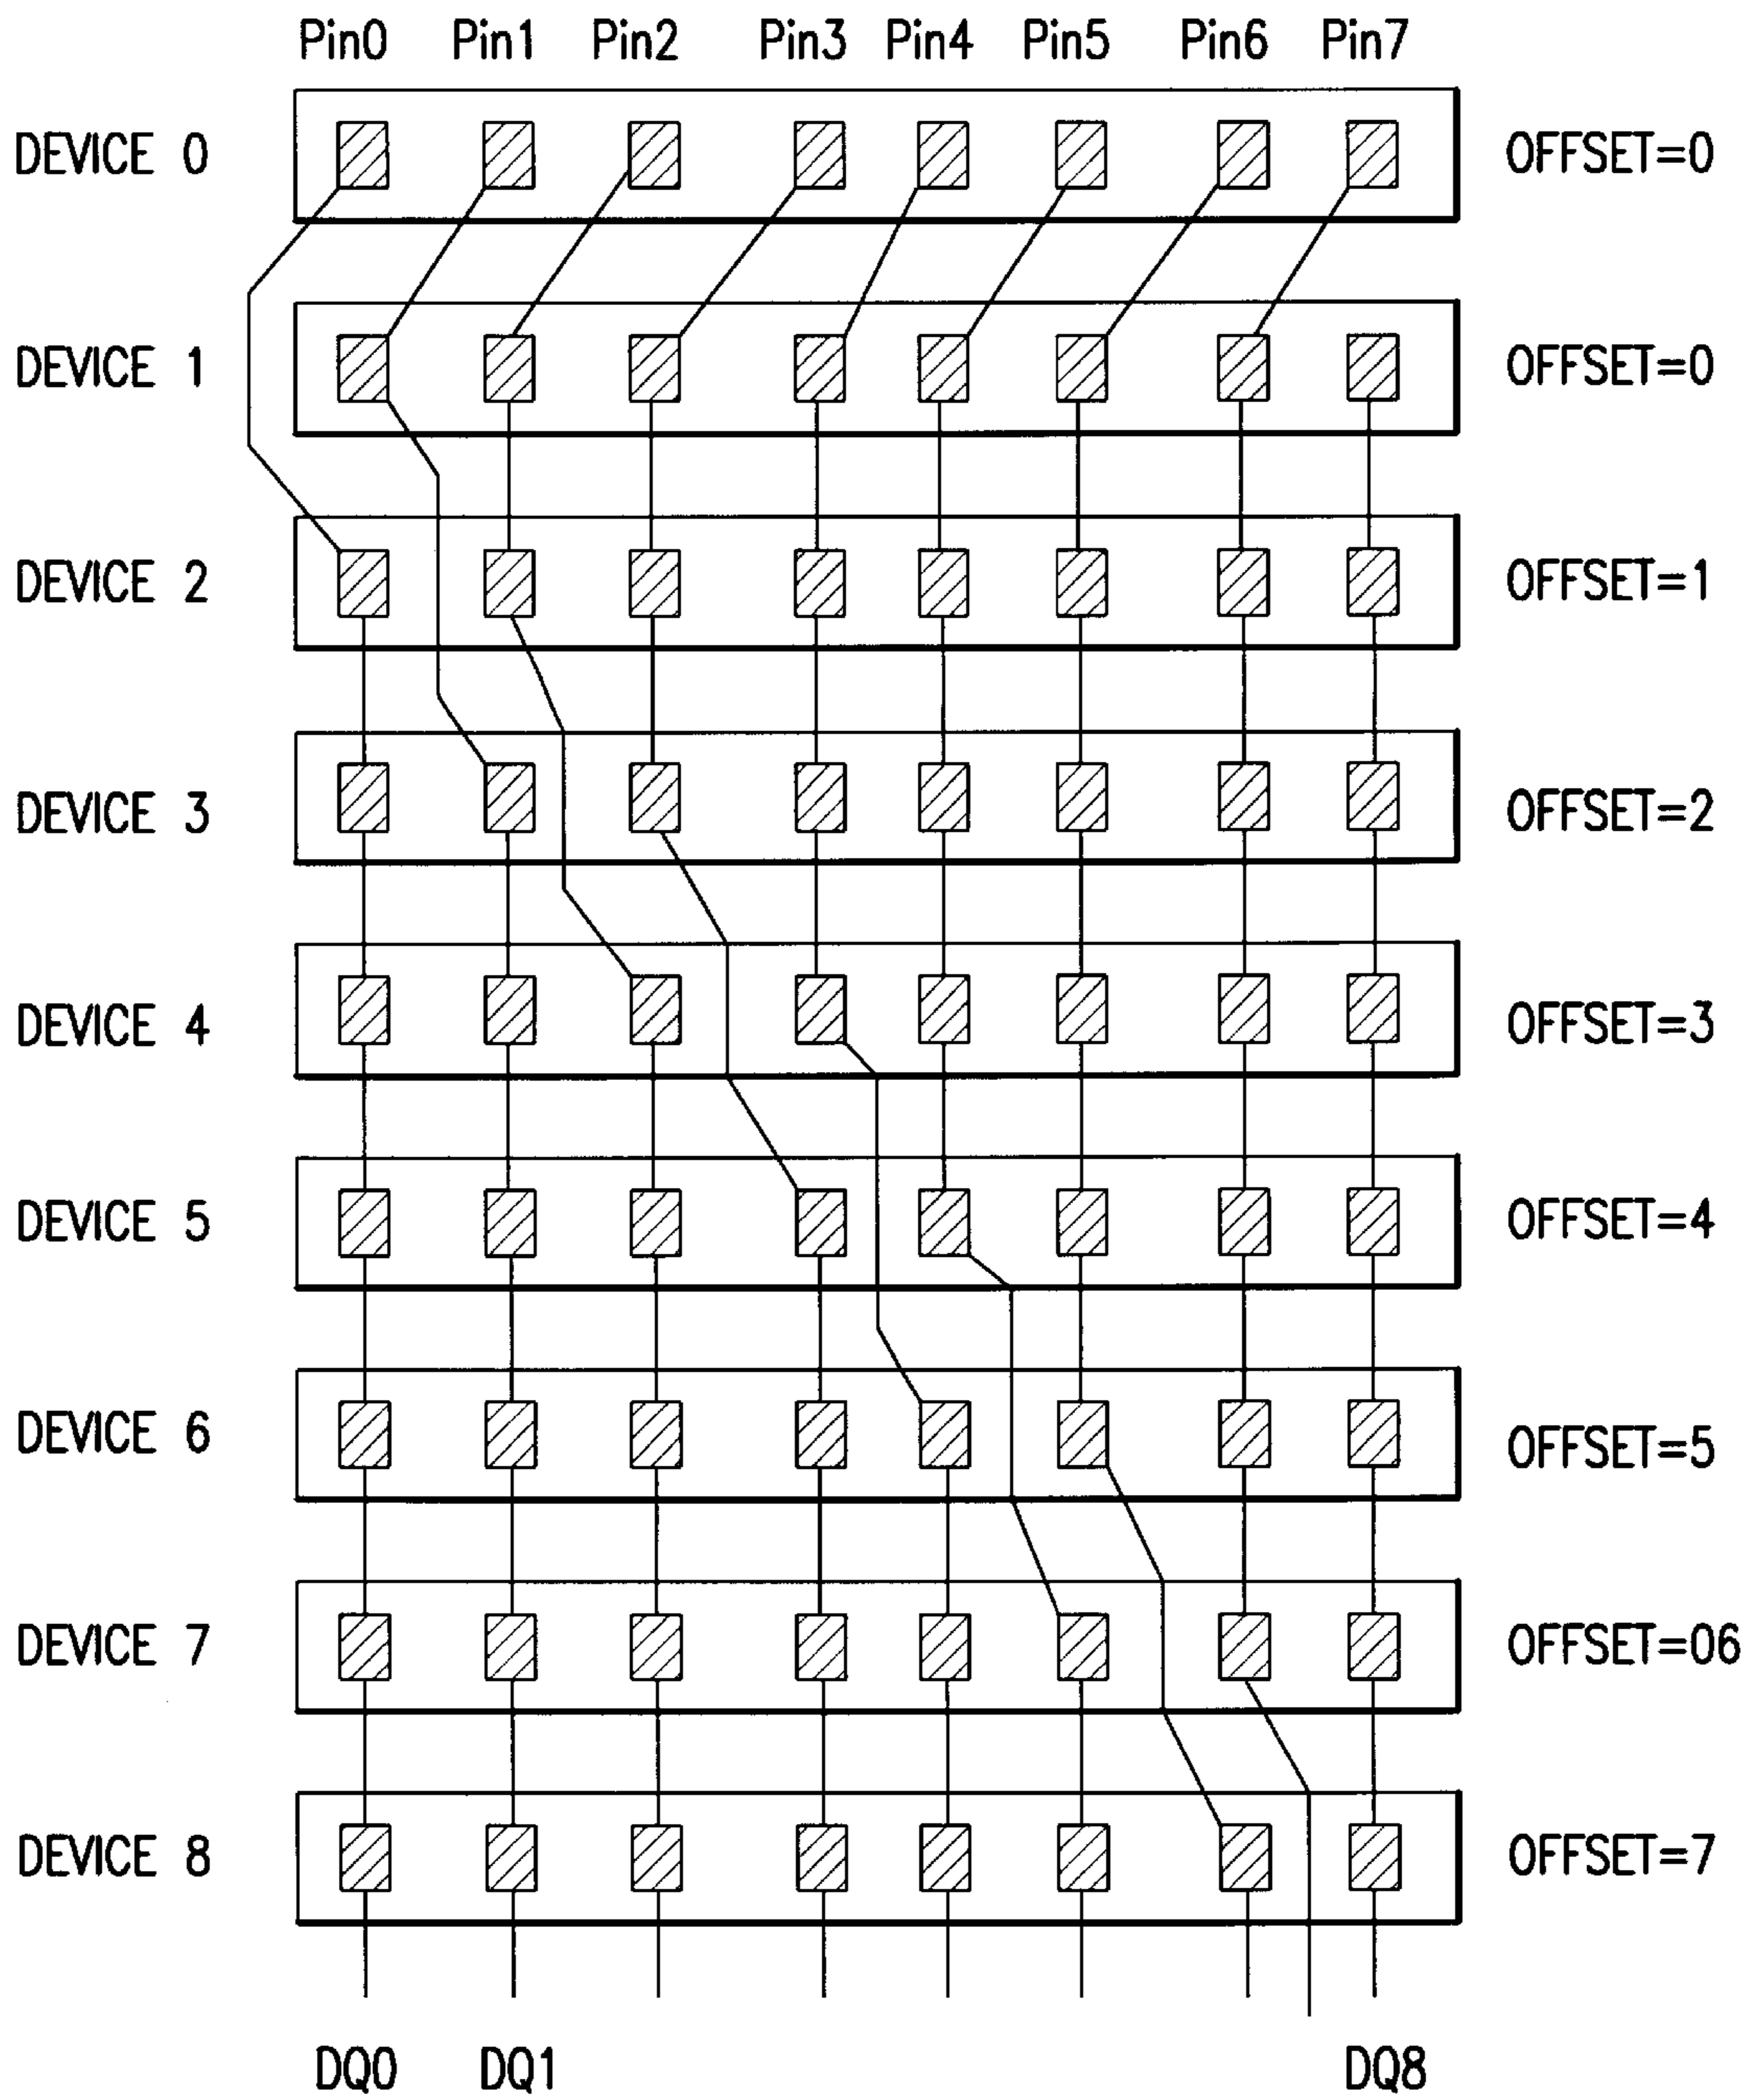 Pin0 Pin1 Pin2 Pin3 Pin4 Pin5 Pin6 Pin7
DEVICE 0 OFFSET=0
DEVICE 1 OFFSET=0
DEVICE 2 OFFSET=1
DEVICE 3 OFFSET=2
DEVICE 4 OFFSET=3
DEVICE 5 OFFSET=4
DEVICE 6 OFFSET=5
DEVICE 7 OFFSET=06
DEVICE 8 OFFSET=7
DQ0 DQ1 DQ8